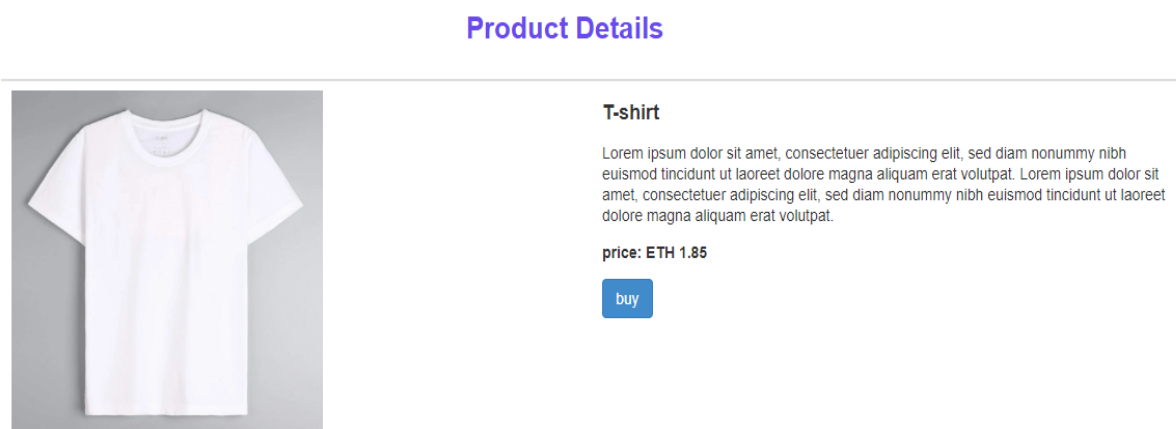 Product Details
T-shirt
Lorem ipsum dolor sit amet, consectetuer adipiscing elit, sed diam nonummy nibh
euismod tincidunt ut laoreet dolore magna aliquam erat volutpat. Lorem ipsum dolor sit
amet, consectetuer adipiscing elit, sed diam nonummy nibh euismod tincidunt ut laoreet
dolore magna aliquam erat volutpat.
price: ETH 1.85
buy